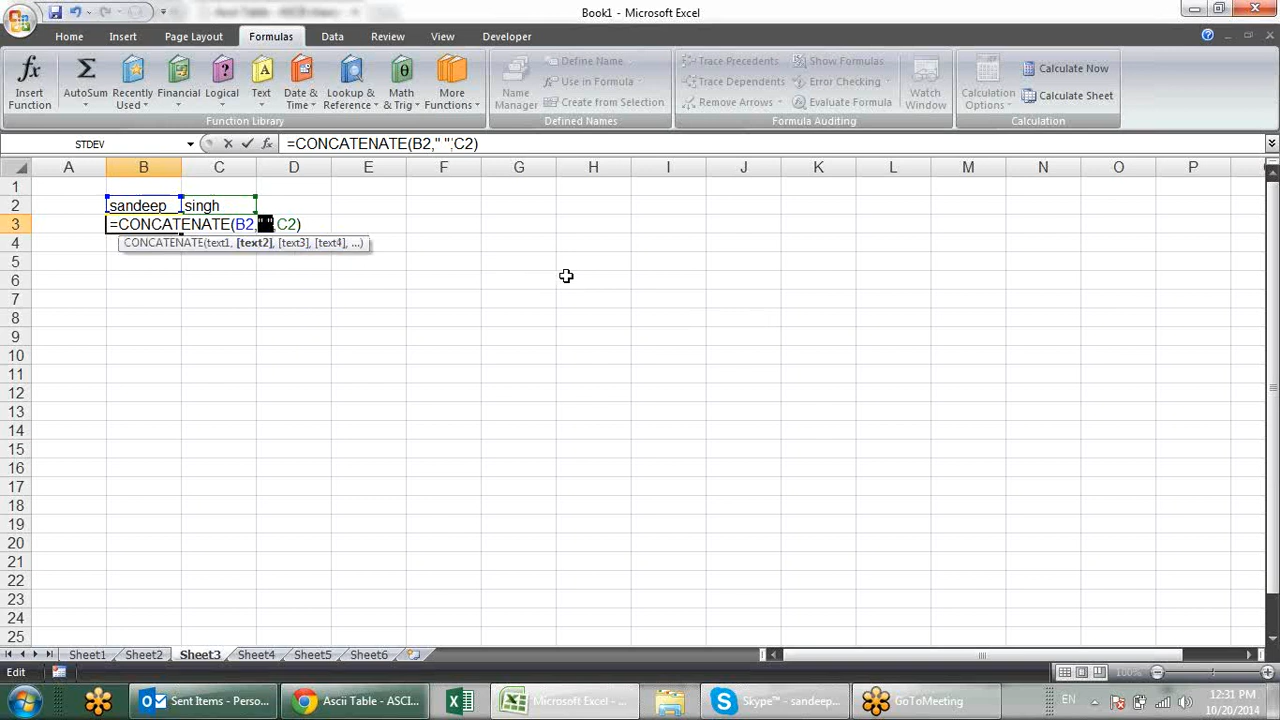 Book1 - Microsoft Excel
Home Insert Page Layout Formulas Data Review View Developer
fx Insert Function
Σ AutoSum
Recently Used
Financial
Logical
Text
Date & Time
Lookup & Reference
Math & Trig
More Functions
Function Library
Name Manager
Define Name
Use in Formula
Create from Selection
Defined Names
Trace Precedents
Trace Dependents
Remove Arrows
Show Formulas
Error Checking
Evaluate Formula
Watch Window
Formula Auditing
Calculation Options
Calculate Now
Calculate Sheet
Calculation
STDEV fx =CONCATENATE(B2," ",C2)
A B C D E F G H I J K L M N O P
1
2 sandeep singh
3 =CONCATENATE(B2," ",C2)
4 CONCATENATE(text1, [text2], [text3], [text4], ...)
5
6
7
8
9
10
11
12
13
14
15
16
17
18
19
20
21
22
23
24
25
Sheet1 Sheet2 Sheet3 Sheet4 Sheet5 Sheet6
Edit 100%
Sent Items - Perso...
Ascii Table - ASCI...
Microsoft Excel - ...
Skype™ - sandeep...
GoToMeeting
EN
12:31 PM
10/20/2014